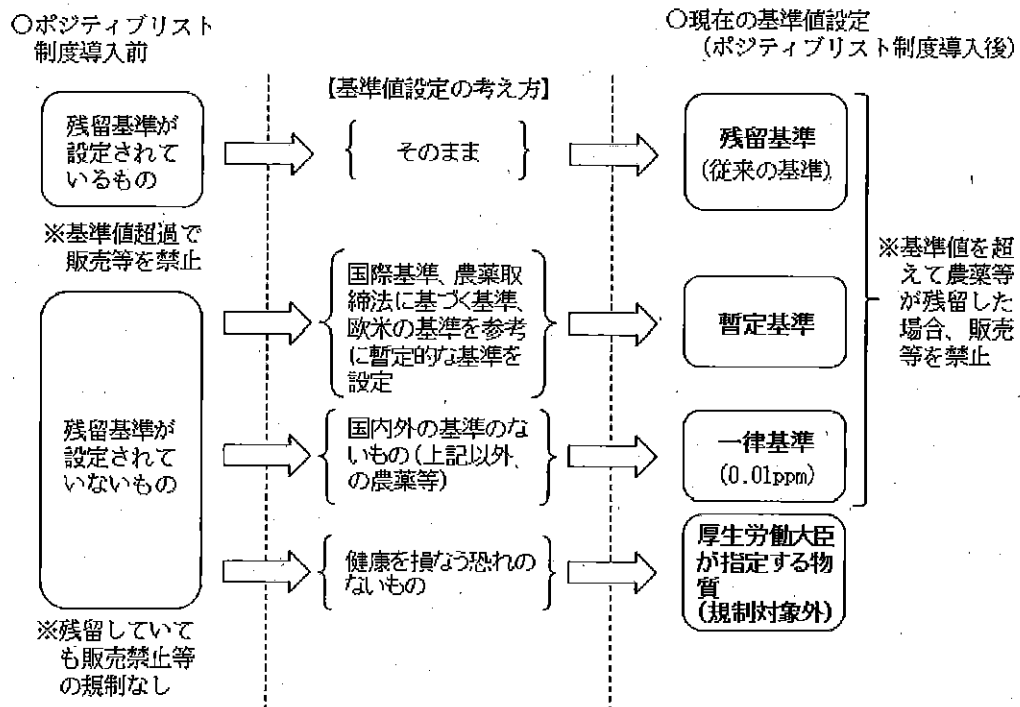 ○ポジティブリスト
制度導入前
残留基準が
設定されて
いるもの
※基準値超過で
販売等を禁止
残留基準が
設定されて
いないもの
※残留していて
も販売禁止等
の規制なし
【基準値設定の考え方】
そのまま
国際基準、農薬取
締法に基づく基準、
欧米の基準を参考
に暫定的な基準を
設定
国内外の基準のな
いもの（上記以外
の農薬等）
健康を損なう恐れの
ないもの
○現在の基準値設定
（ポジティブリスト制度導入後）
残留基準
(従来の基準)
暫定基準
一律基準
(0.01ppm)
厚生労働大臣
が指定する物
質
(規制対象外)
※基準値を超
えて農薬等
が残留した
場合、販売
等を禁止